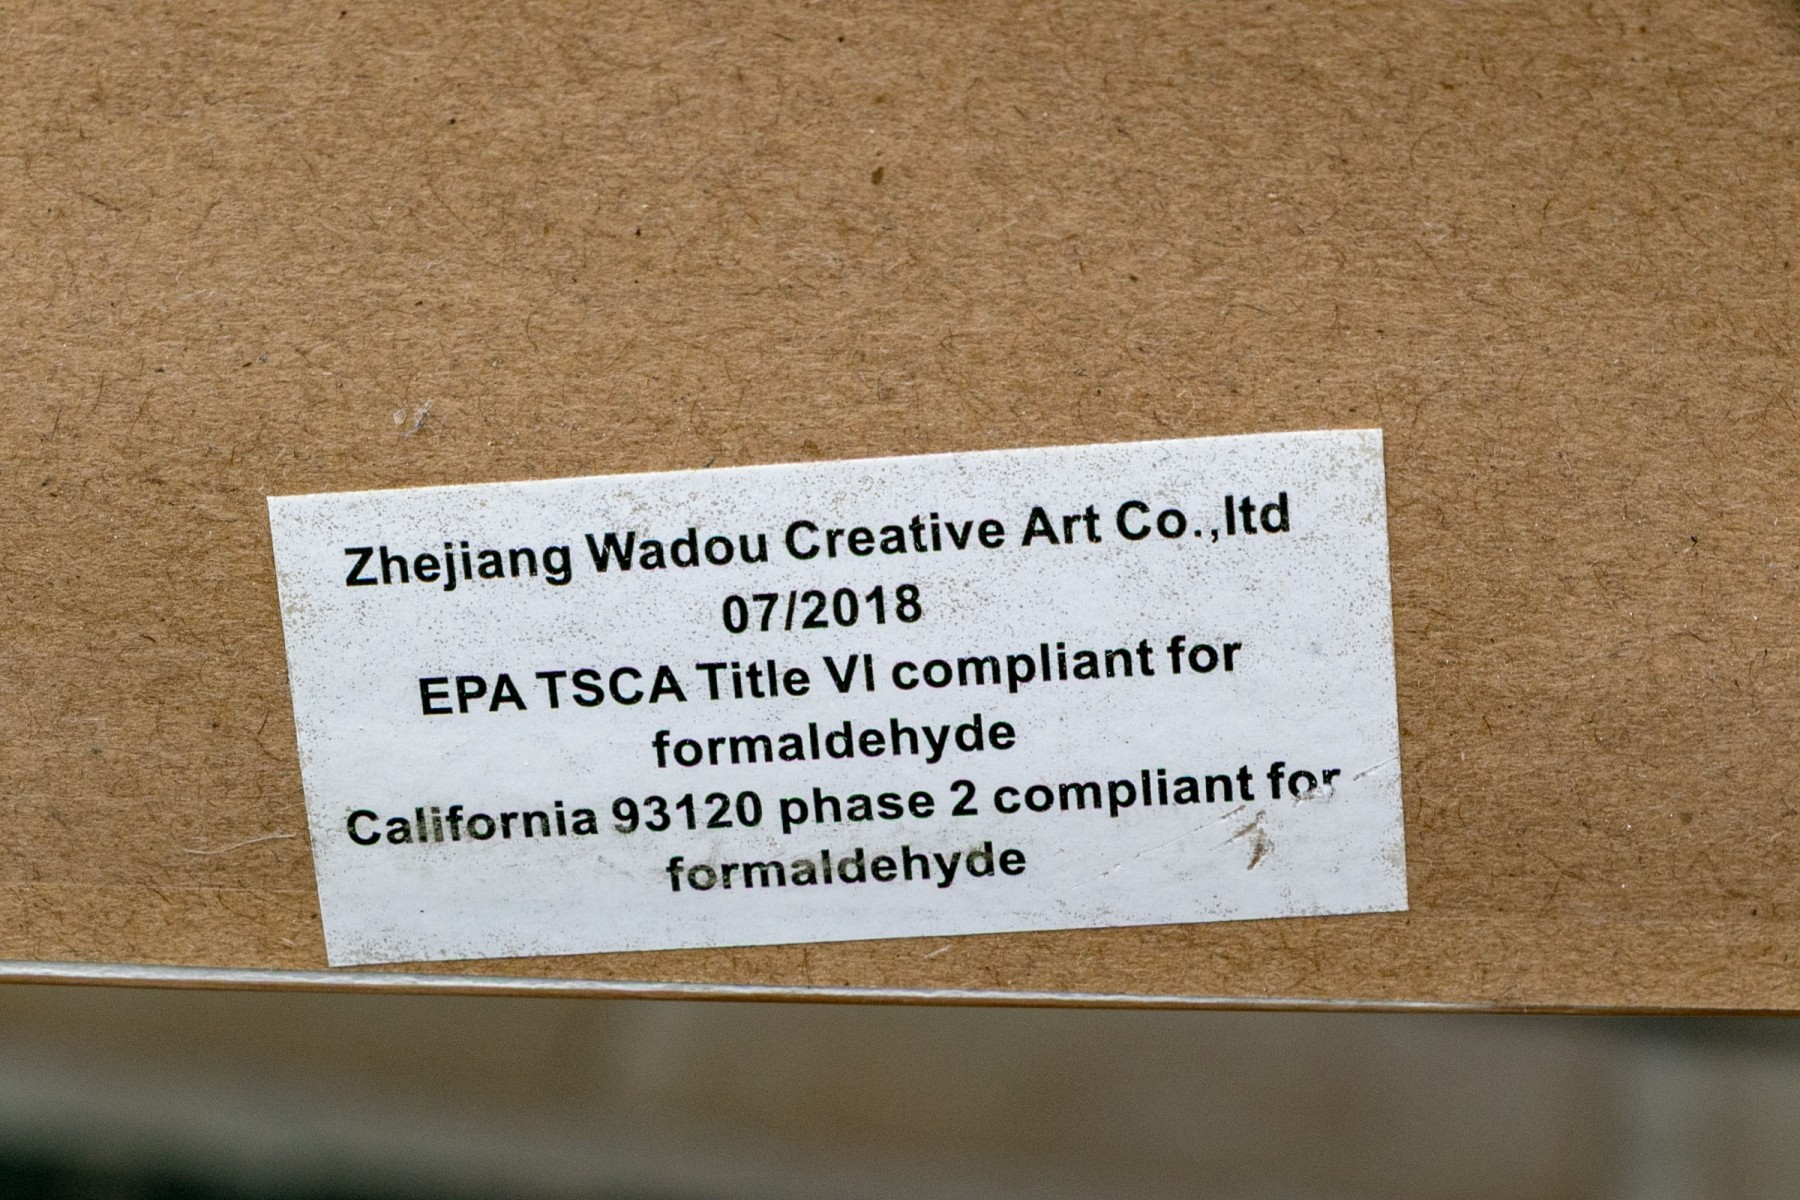 Zhejiang Wadou Creative Art Co.,ltd
07/2018
EPA TSCA Title VI compliant for
formaldehyde
California 93120 phase 2 compliant for
formaldehyde